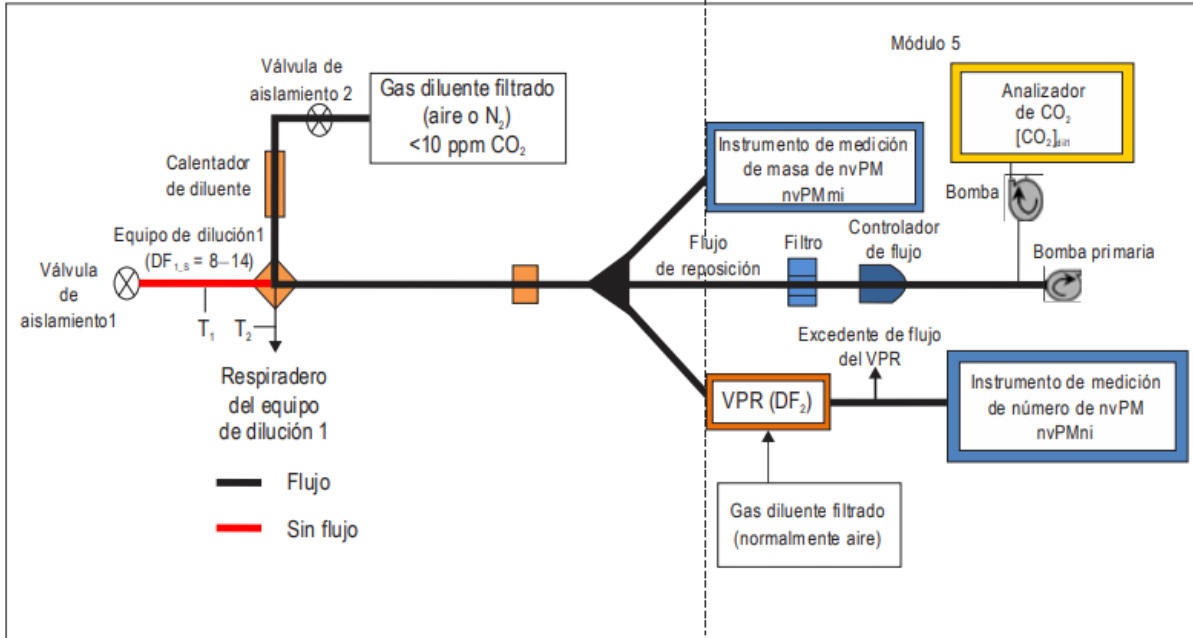 Módulo 5
Válvula de
aislamiento 2
Gas diluente filtrado
(aire o N₂)
<10 ppm CO₂
Analizador
de CO₂
[CO₂]dil1
Instrumento de medición
de masa de nvPM
nvPMmi
Calentador
de diluente
Bomba
Equipo de dilución1
(DF1_S = 8–14)
Flujo
de reposición
Filtro
Controlador
de flujo
Bomba primaria
Válvula
de
aislamiento1
T₁
T₂
Respiradero
del equipo
de dilución 1
Excedente de flujo
del VPR
VPR (DF₂)
Instrumento de medición
de número de nvPM
nvPMni
Flujo
Sin flujo
Gas diluente filtrado
(normalmente aire)